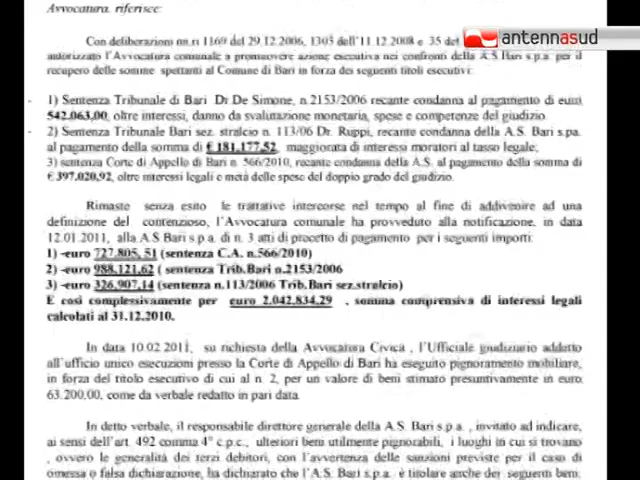 Avvocatura riferisce:
antennasud
Con deliberazioni nn.ri 1169 del 29.12.2006, 1305 dell'11.12.2008 e 35 del
autorizzato l'Avvocatura comunale a promuovere azione esecutiva nei confronti della A.S. Bari s.p.a. per il
recupero delle somme spettanti al Comune di Bari in forza dei seguenti titoli esecutivi:
- 1) Sentenza Tribunale di Bari Dr De Simone, n.2153/2006 recante condanna al pagamento di euro
542.063,00, oltre interessi, danno da svalutazione monetaria, spese e competenze del giudizio.
- 2) Sentenza Tribunale Bari sez. stralcio n. 113/06 Dr. Ruppi, recante condanna della A.S. Bari s.p.a.
al pagamento della somma di € 181.177,52, maggiorata di interessi moratori al tasso legale;
3) sentenza Corte di Appello di Bari n. 566/2010, recante condanna della A.S. al pagamento della somma di
€ 397.020,92, oltre interessi legali e metà delle spese del doppio grado del giudizio.
Rimaste senza esito le trattative intercorse nel tempo al fine di addivenire ad una
definizione del contenzioso, l'Avvocatura comunale ha provveduto alla notificazione, in data
12.01.2011, alla A.S Bari s.p.a. di n. 3 atti di precetto di pagamento per i seguenti importi:
1) -euro 727.805,51 (sentenza C.A. n.566/2010)
2) -euro 988.121,62 ( sentenza Trib.Bari n.2153/2006
3) -euro 326.907,14 (sentenza n.113/2006 Trib.Bari sez.stralcio)
E così complessivamente per euro 2.042.834,29 , somma comprensiva di interessi legali
calcolati al 31.12.2010.
In data 10.02.2011, su richiesta della Avvocatura Civica , l'Ufficiale giudiziario addetto
all'ufficio unico esecuzioni presso la Corte di Appello di Bari ha eseguito pignoramento mobiliare,
in forza del titolo esecutivo di cui al n. 2, per un valore di beni stimato presuntivamente in euro
63.200,00, come da verbale redatto in pari data.
In detto verbale, il responsabile direttore generale della A.S. Bari s.p.a. , invitato ad indicare,
ai sensi dell'art. 492 comma 4° c.p.c., ulteriori beni utilmente pignorabili, i luoghi in cui si trovano
, ovvero le generalità dei terzi debitori, con l'avvertenza delle sanzioni previste per il caso di
omessa o falsa dichiarazione, ha dichiarato che l'A.S. Bari s.p.a. è titolare anche dei seguenti beni: